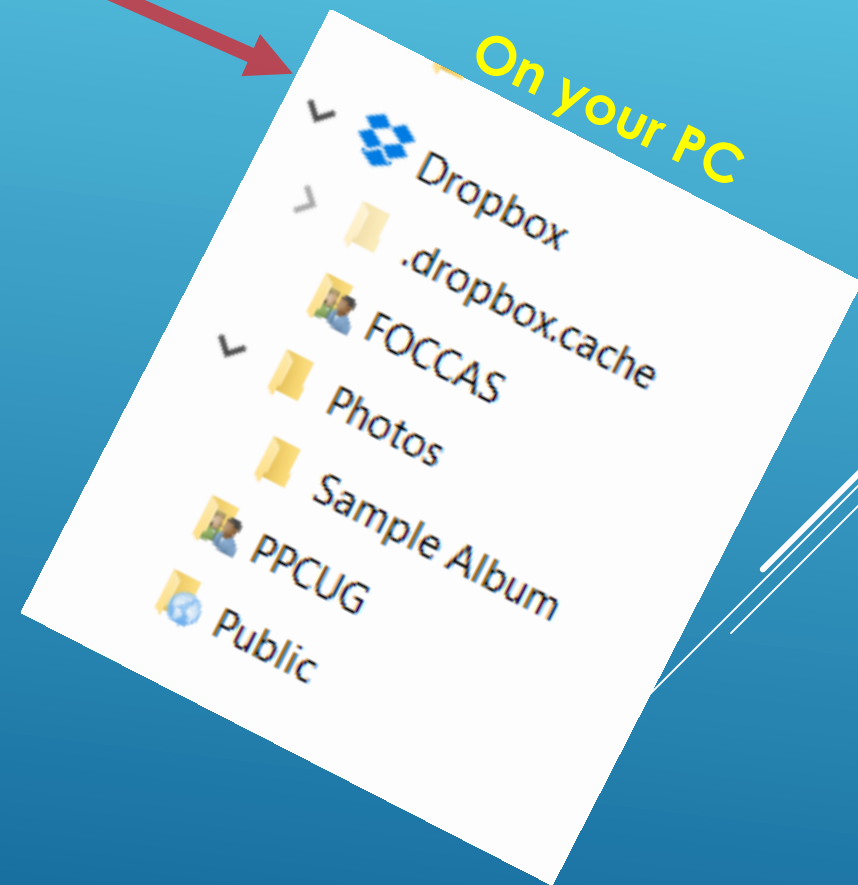 On your PC
Dropbox
.dropbox.cache
FOCCAS
Photos
Sample Album
PPCUG
Public